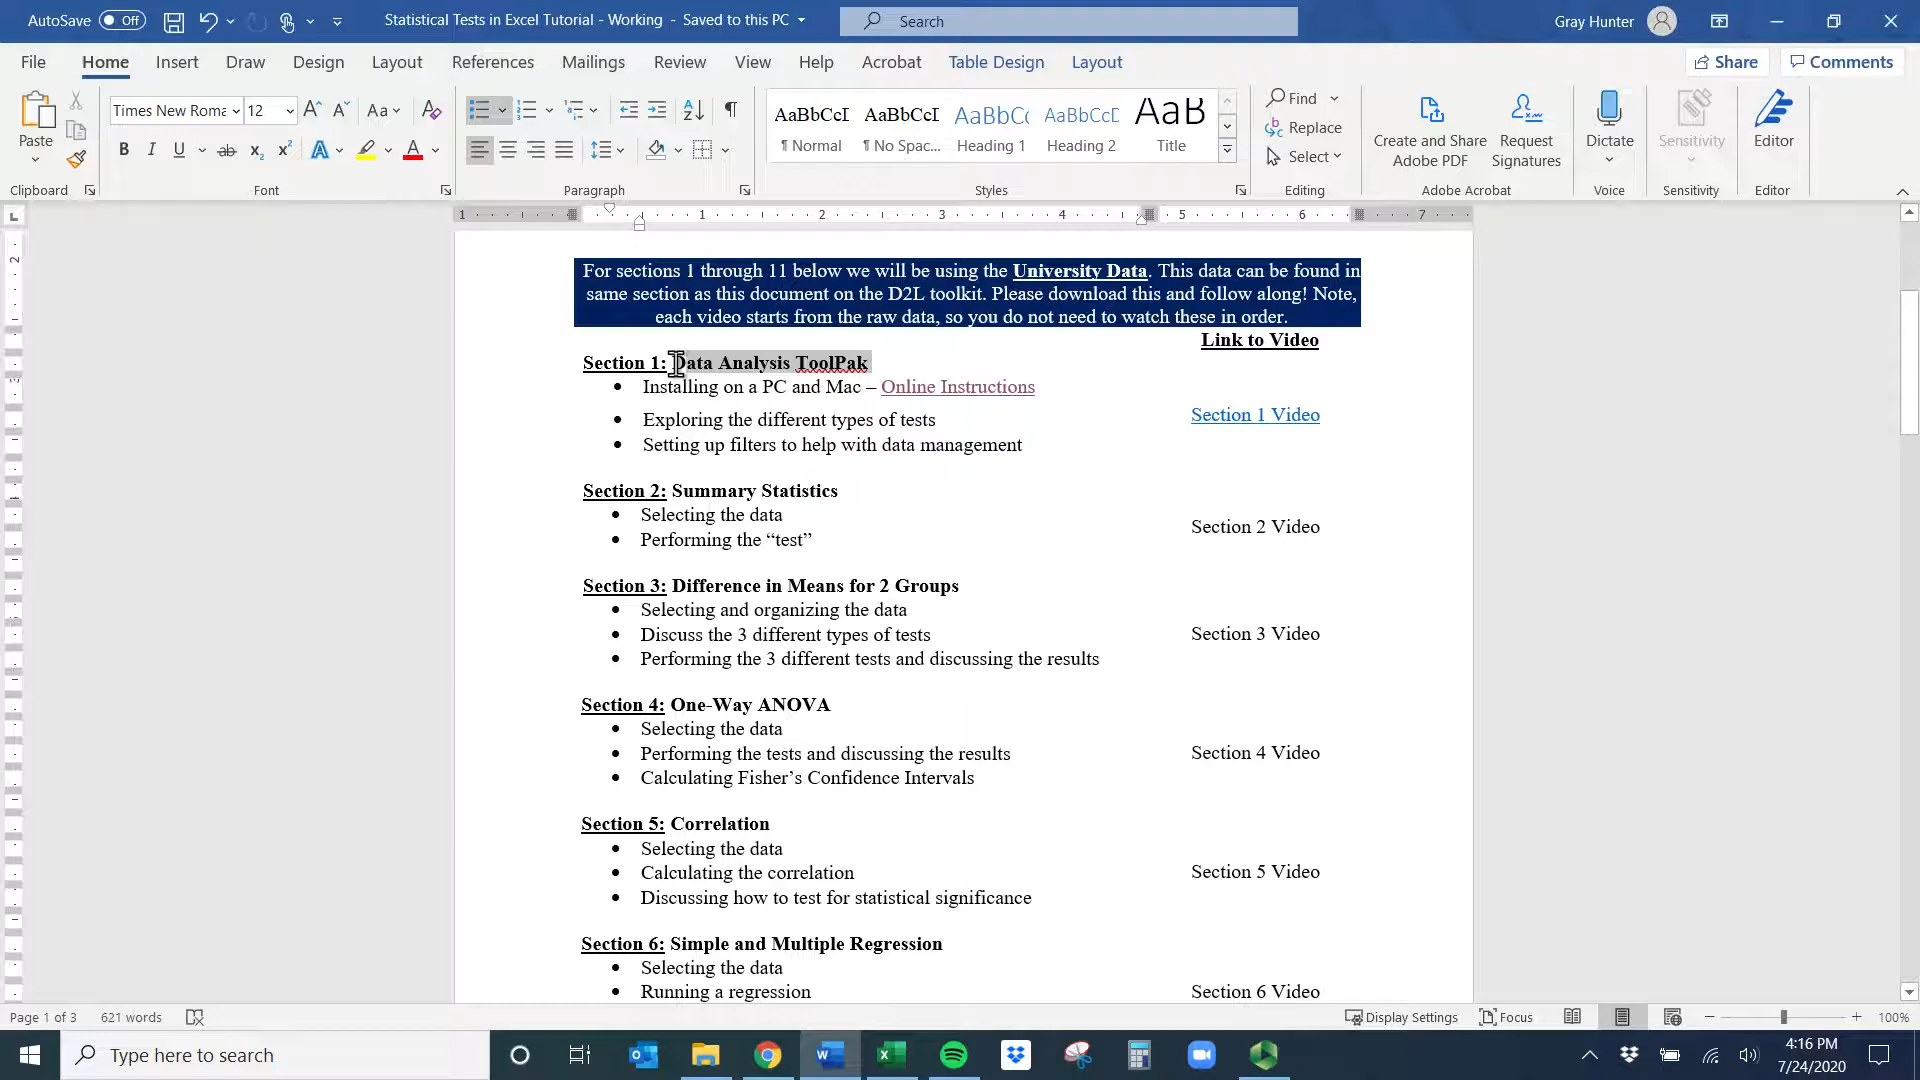 AutoSave Off Statistical Tests in Excel Tutorial - Working - Saved to this PC Search Gray Hunter
File Home Insert Draw Design Layout References Mailings Review View Help Acrobat Table Design Layout Share Comments
Times New Roma 12 Aa
AaBbCcI AaBbCcI AaBbCc AaBbCcD AaB
Find
Replace
Select
Paste
¶ Normal ¶ No Spac... Heading 1 Heading 2 Title
Create and Share Adobe PDF
Request Signatures
Dictate
Sensitivity
Editor
Clipboard Font Paragraph Styles Editing Adobe Acrobat Voice Sensitivity Editor
1 1 2 3 4 5 6 7
For sections 1 through 11 below we will be using the University Data. This data can be found in
same section as this document on the D2L toolkit. Please download this and follow along! Note,
each video starts from the raw data, so you do not need to watch these in order.
Link to Video
Section 1: Data Analysis ToolPak
• Installing on a PC and Mac – Online Instructions
• Exploring the different types of tests
Section 1 Video
• Setting up filters to help with data management
Section 2: Summary Statistics
• Selecting the data
Section 2 Video
• Performing the “test”
Section 3: Difference in Means for 2 Groups
• Selecting and organizing the data
• Discuss the 3 different types of tests
Section 3 Video
• Performing the 3 different tests and discussing the results
Section 4: One-Way ANOVA
• Selecting the data
• Performing the tests and discussing the results
Section 4 Video
• Calculating Fisher’s Confidence Intervals
Section 5: Correlation
• Selecting the data
• Calculating the correlation
Section 5 Video
• Discussing how to test for statistical significance
Section 6: Simple and Multiple Regression
• Selecting the data
• Running a regression
Section 6 Video
Page 1 of 3 621 words Display Settings Focus 100%
Type here to search
4:16 PM
7/24/2020